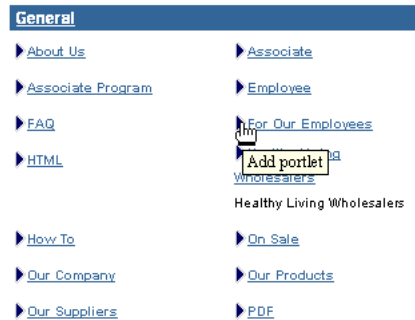 General
About Us
Associate
Associate Program
Employee
FAQ
For Our Employees
HTML
Add portlet
Wholesalers
Healthy Living Wholesalers
How To
On Sale
Our Company
Our Products
Our Suppliers
PDF